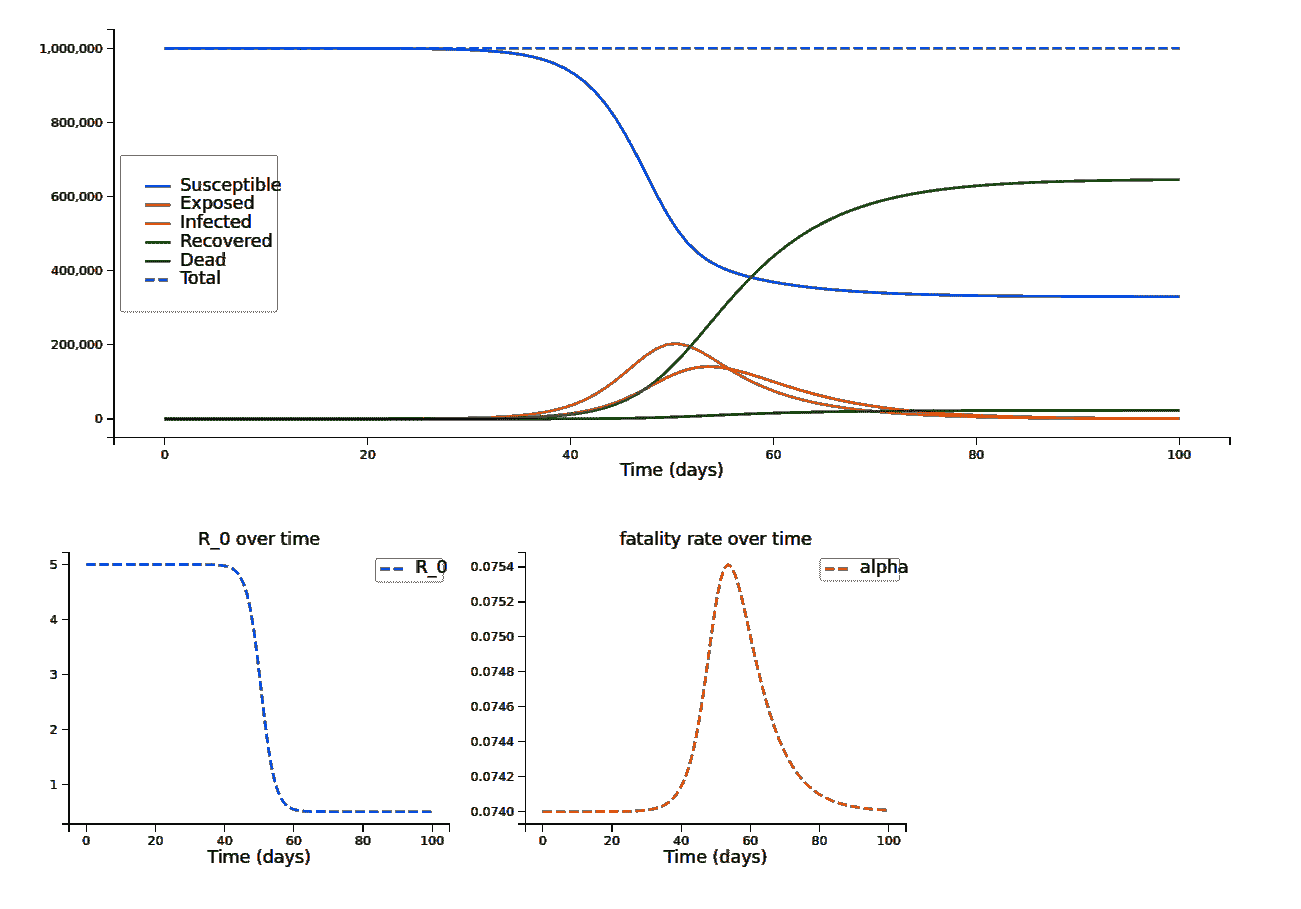 1,000,000
800,000
600,000
400,000
200,000
0
Susceptible
Exposed
Infected
Recovered
Dead
Total
0 20 40 60 80 100
Time (days)
R_0 over time
R_0
5
4
3
2
1
0 20 40 60 80 100
Time (days)
fatality rate over time
alpha
0.0754
0.0752
0.0750
0.0748
0.0746
0.0744
0.0742
0.0740
0 20 40 60 80 100
Time (days)